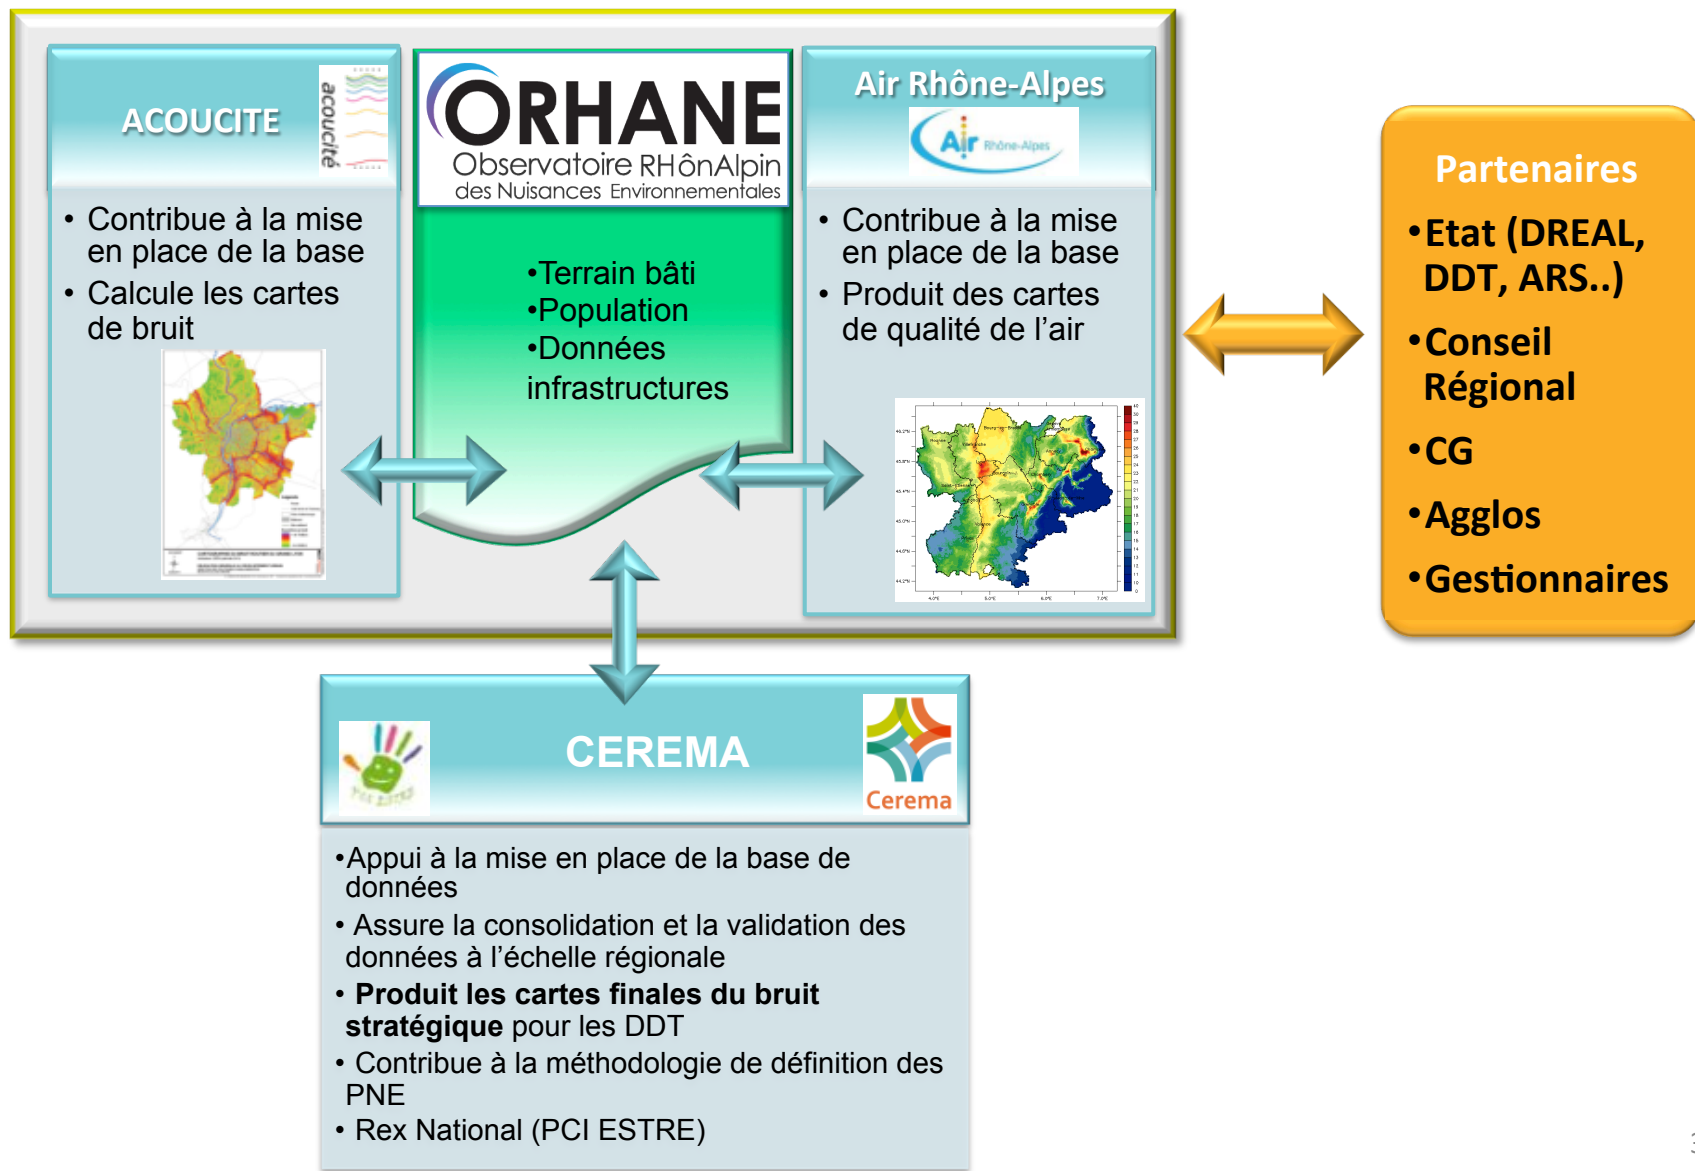 ACOUCITE
acoucité
• Contribue à la mise
en place de la base
• Calcule les cartes
de bruit
ORHANE
Observatoire RHônAlpin
des Nuisances Environnementales
•Terrain bâti
•Population
•Données
infrastructures
Air Rhône-Alpes
Air Rhône-Alpes
• Contribue à la mise
en place de la base
• Produit des cartes
de qualité de l’air
Partenaires
•Etat (DREAL,
DDT, ARS..)
•Conseil
Régional
•CG
•Agglos
•Gestionnaires
PCI ESTRE
CEREMA
Cerema
•Appui à la mise en place de la base de
données
• Assure la consolidation et la validation des
données à l’échelle régionale
• Produit les cartes finales du bruit
stratégique pour les DDT
• Contribue à la méthodologie de définition des
PNE
• Rex National (PCI ESTRE)